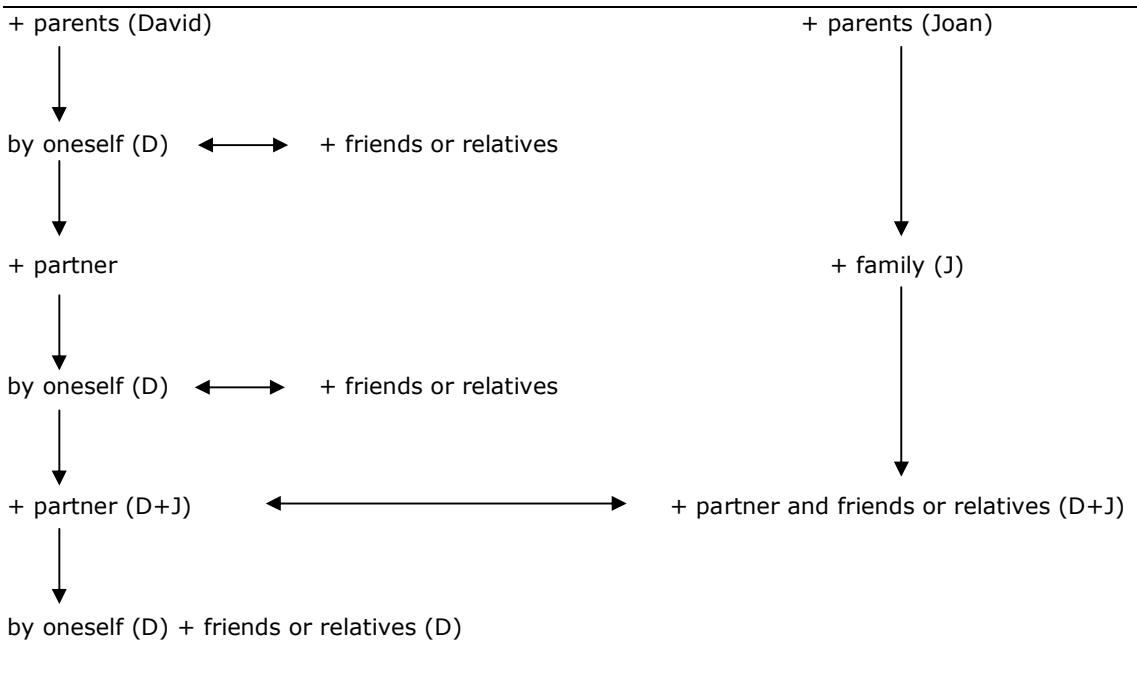 + parents (David) + parents (Joan)
by oneself (D) + friends or relatives
+ partner + family (J)
by oneself (D) + friends or relatives
+ partner (D+J) + partner and friends or relatives (D+J)
by oneself (D) + friends or relatives (D)